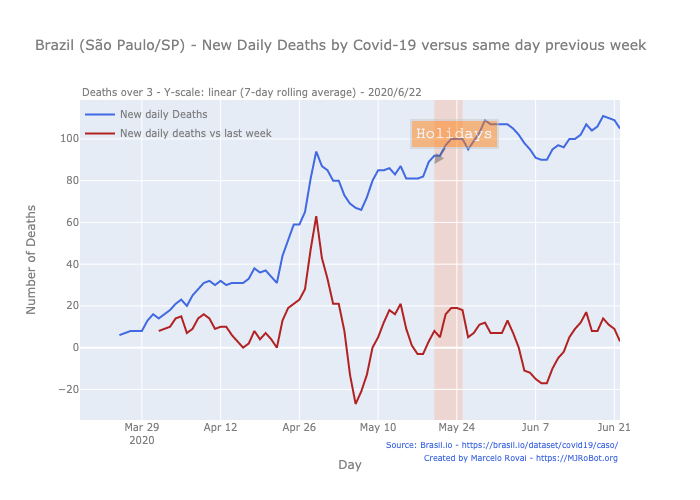 Brazil (São Paulo/SP) - New Daily Deaths by Covid-19 versus same day previous week
Deaths over 3 - Y-scale: linear (7-day rolling average) - 2020/6/22
New daily Deaths
New daily deaths vs last week
Holidays
Number of Deaths
100
80
60
40
20
0
−20
Mar 29
2020
Apr 12
Apr 26
May 10
May 24
Jun 7
Jun 21
Day
Source: Brasil.io - https://brasil.io/dataset/covid19/caso/
Created by Marcelo Rovai - https://MJRoBot.org